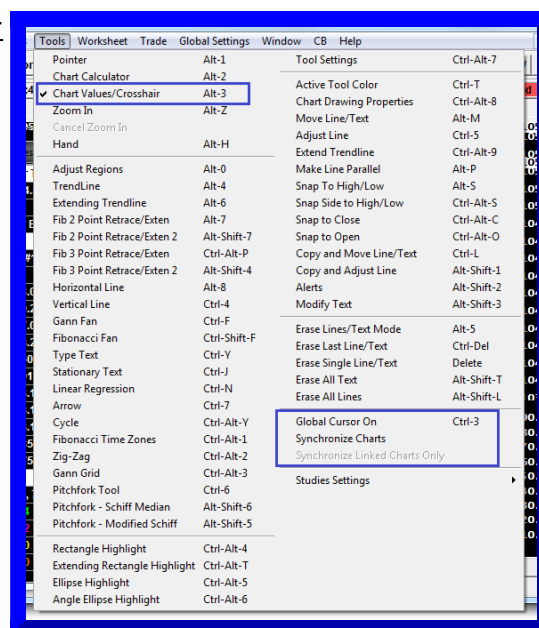 Tools Worksheet Trade Global Settings Window CB Help
Pointer Alt-1
Chart Calculator Alt-2
✓ Chart Values/Crosshair Alt-3
Zoom In Alt-Z
Cancel Zoom In
Hand Alt-H
Adjust Regions Alt-0
TrendLine Alt-4
Extending Trendline Alt-6
Fib 2 Point Retrace/Exten Alt-7
Fib 2 Point Retrace/Exten 2 Alt-Shift-7
Fib 3 Point Retrace/Exten Ctrl-Alt-P
Fib 3 Point Retrace/Exten 2 Alt-Shift-4
Horizontal Line Alt-8
Vertical Line Ctrl-4
Gann Fan Ctrl-F
Fibonacci Fan Ctrl-Shift-F
Type Text Ctrl-Y
Stationary Text Ctrl-J
Linear Regression Ctrl-N
Arrow Ctrl-7
Cycle Ctrl-Alt-Y
Fibonacci Time Zones Ctrl-Alt-1
Zig-Zag Ctrl-Alt-2
Gann Grid Ctrl-Alt-3
Pitchfork Tool Ctrl-6
Pitchfork - Schiff Median Alt-Shift-6
Pitchfork - Modified Schiff Alt-Shift-5
Rectangle Highlight Ctrl-Alt-4
Extending Rectangle Highlight Ctrl-Alt-T
Ellipse Highlight Ctrl-Alt-5
Angle Ellipse Highlight Ctrl-Alt-6
Tool Settings Ctrl-Alt-7
Active Tool Color Ctrl-T
Chart Drawing Properties Ctrl-Alt-8
Move Line/Text Alt-M
Adjust Line Ctrl-5
Extend Trendline Ctrl-Alt-9
Make Line Parallel Alt-P
Snap To High/Low Alt-S
Snap Side to High/Low Ctrl-Alt-S
Snap to Close Ctrl-Alt-C
Snap to Open Ctrl-Alt-O
Copy and Move Line/Text Ctrl-L
Copy and Adjust Line Alt-Shift-1
Alerts Alt-Shift-2
Modify Text Alt-Shift-3
Erase Lines/Text Mode Alt-5
Erase Last Line/Text Ctrl-Del
Erase Single Line/Text Delete
Erase All Text Alt-Shift-T
Erase All Lines Alt-Shift-L
Global Cursor On Ctrl-3
Synchronize Charts
Synchronize Linked Charts Only
Studies Settings